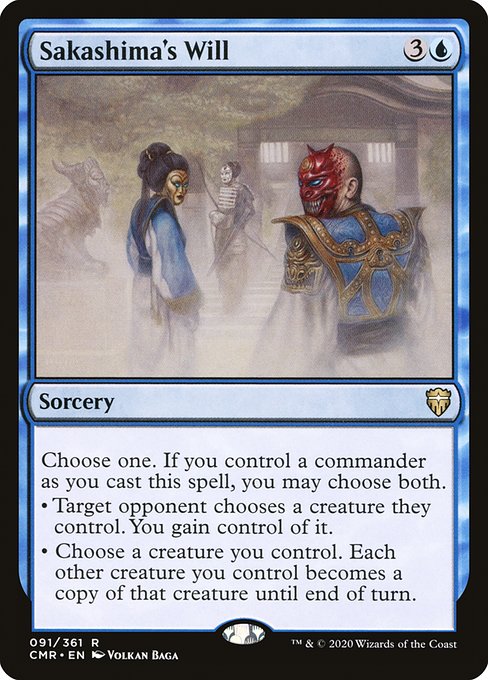 Sakashima's Will 3
Sorcery
Choose one. If you control a commander
as you cast this spell, you may choose both.
• Target opponent chooses a creature they
control. You gain control of it.
• Choose a creature you control. Each
other creature you control becomes a
copy of that creature until end of turn.
091/361 R
CMR • EN Volkan Baga
™ & © 2020 Wizards of the Coast